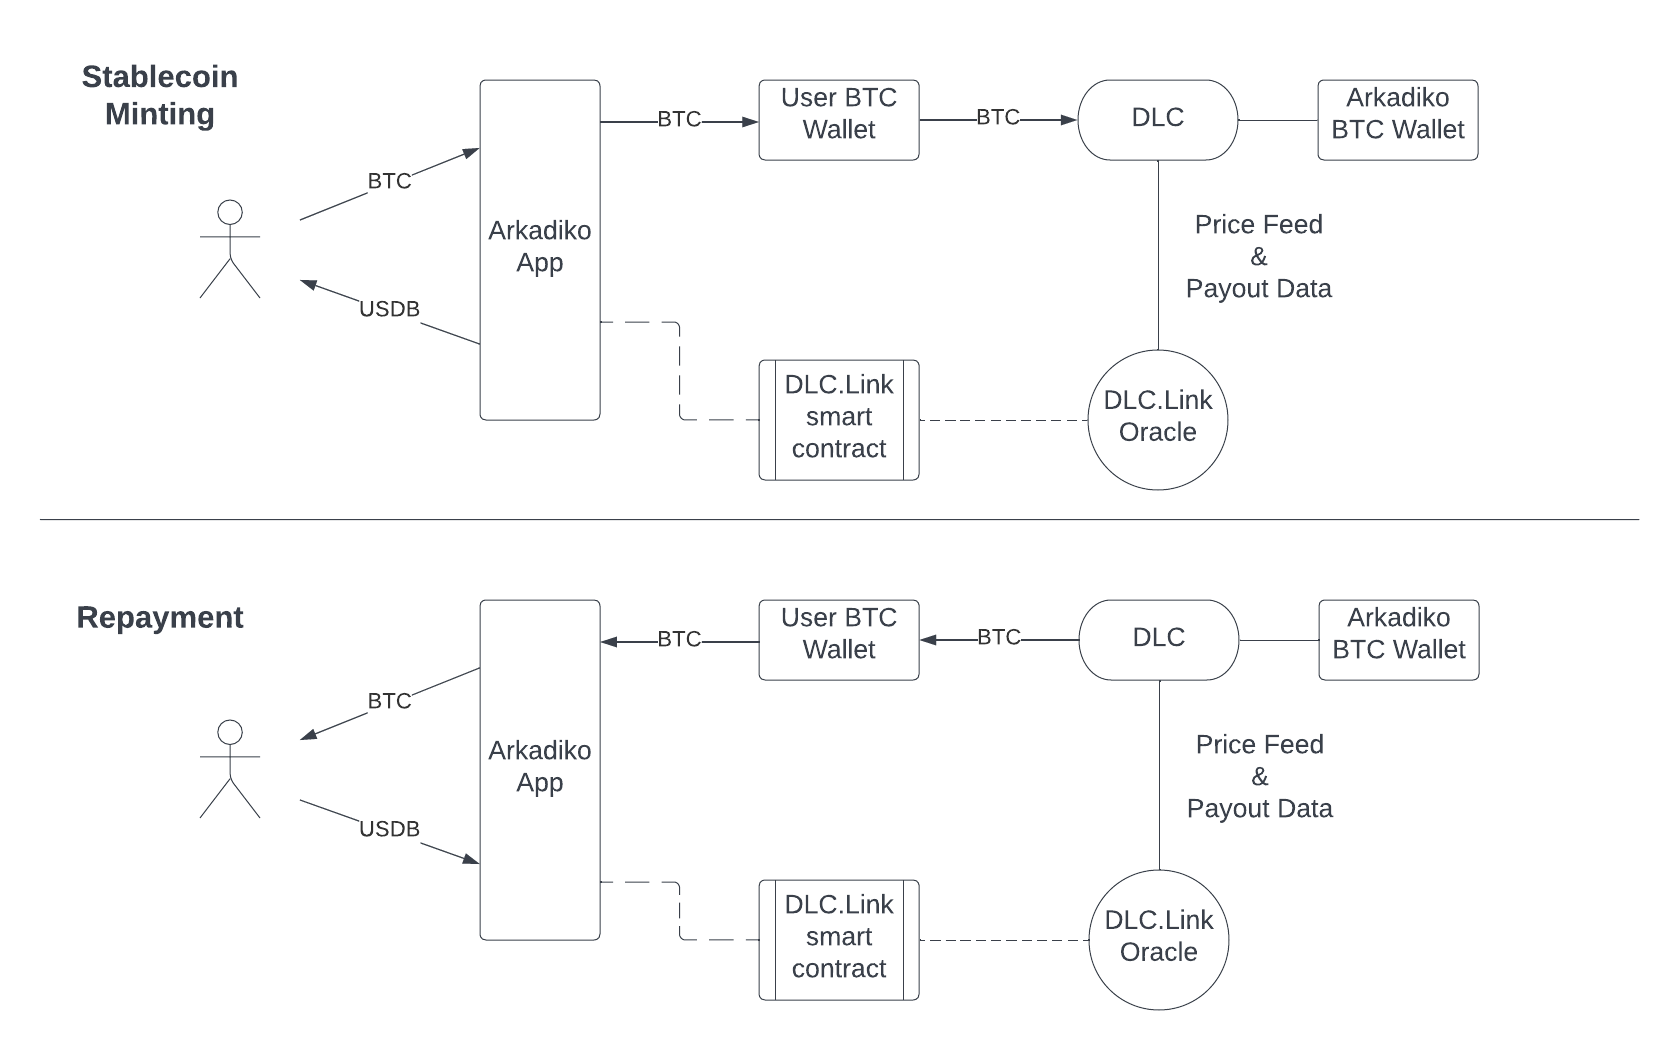 Stablecoin
Minting
BTC
USDB
Arkadiko
App
BTC
User BTC
Wallet
BTC
DLC
Arkadiko
BTC Wallet
Price Feed
&
Payout Data
DLC.Link
smart
contract
DLC.Link
Oracle
Repayment
BTC
USDB
Arkadiko
App
BTC
User BTC
Wallet
BTC
DLC
Arkadiko
BTC Wallet
Price Feed
&
Payout Data
DLC.Link
smart
contract
DLC.Link
Oracle